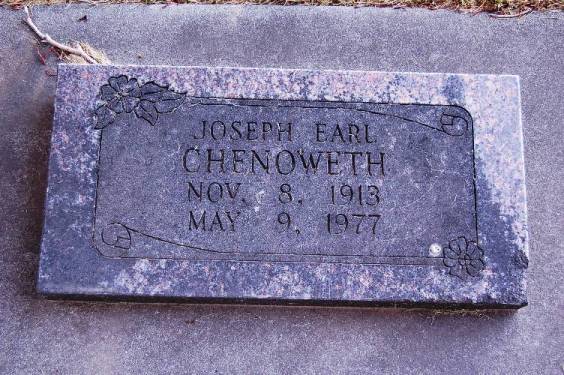 JOSEPH EARL
CHENOWETH
NOV. 8, 1913
MAY 9, 1977